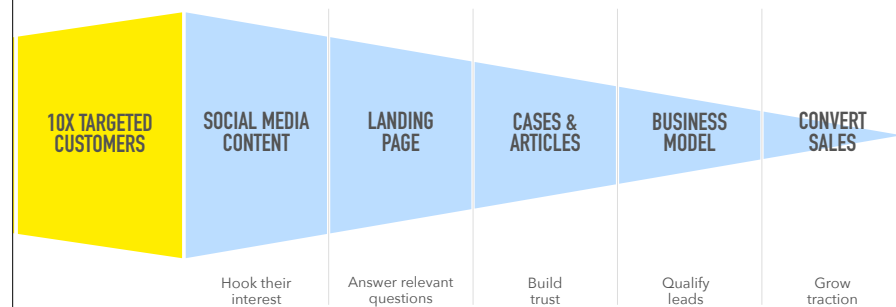 10X TARGETED
CUSTOMERS
SOCIAL MEDIA
CONTENT
LANDING
PAGE
CASES &
ARTICLES
BUSINESS
MODEL
CONVERT
SALES
Hook their
interest
Answer relevant
questions
Build
trust
Qualify
leads
Grow
traction